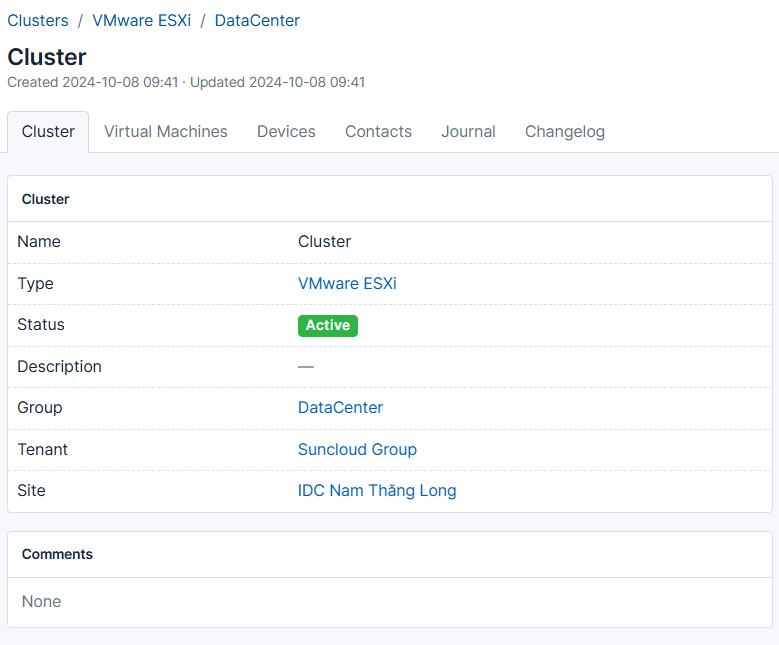 Clusters / VMware ESXi / DataCenter
Cluster
Created 2024-10-08 09:41 · Updated 2024-10-08 09:41
Cluster Virtual Machines Devices Contacts Journal Changelog
Cluster
Name Cluster
Type VMware ESXi
Status Active
Description —
Group DataCenter
Tenant Suncloud Group
Site IDC Nam Thăng Long
Comments
None